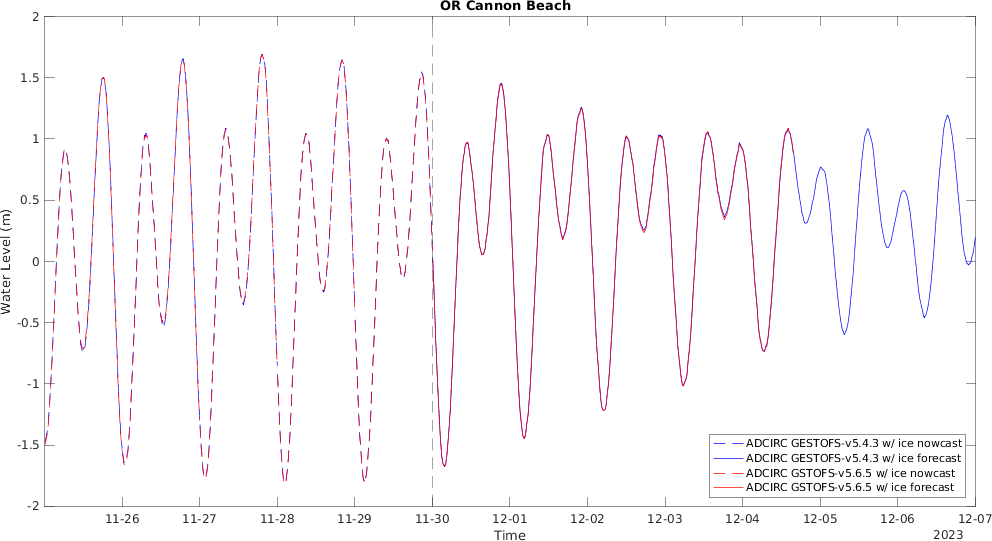 OR Cannon Beach
2
1.5
1
0.5
0
-0.5
-1
-1.5
-2
Water Level (m)
11-26 11-27 11-28 11-29 11-30 12-01 12-02 12-03 12-04 12-05 12-06 12-07
Time
2023
ADCIRC GESTOFS-v5.4.3 w/ ice nowcast
ADCIRC GESTOFS-v5.4.3 w/ ice forecast
ADCIRC GSTOFS-v5.6.5 w/ ice nowcast
ADCIRC GSTOFS-v5.6.5 w/ ice forecast